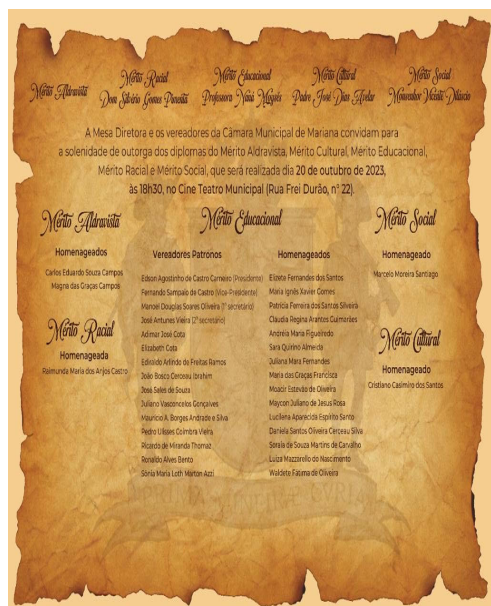 Mérito Aldravista
Mérito Racial
Dom Silvério Gomes Pimenta
Mérito Educacional
Professora Naná Magiés
Mérito Cultural
Padre José Dias Avelar
Mérito Social
Monsenhor Vicente Dilascio
A Mesa Diretora e os vereadores da Câmara Municipal de Mariana convidam para
a solenidade de outorga dos diplomas do Mérito Aldravista, Mérito Cultural, Mérito Educacional,
Mérito Racial e Mérito Social, que será realizada dia 20 de outubro de 2023,
às 18h30, no Cine Teatro Municipal (Rua Frei Durão, nº 22).
Mérito Aldravista
Homenageados
Carlos Eduardo Souza Campos
Magna das Graças Campos
Mérito Racial
Homenageada
Raimunda Maria dos Anjos Castro
Mérito Educacional
Vereadores Patronos
Edson Agostinho de Castro Carneiro (Presidente)
Fernando Sampaio de Castro (Vice-Presidente)
Manoel Douglas Soares Oliveira (1º secretário)
José Antunes Vieira (2º secretário)
Adimar José Cota
Elizabeth Cota
Ediraldo Arlindo de Freitas Ramos
João Bosco Cerceau Ibrahim
José Sales de Souza
Juliano Vasconcelos Gonçalves
Maurício A. Borges Andrade e Silva
Pedro Ulisses Coimbra Vieira
Ricardo de Miranda Thomaz
Ronaldo Alves Bento
Sônia Maria Loth Marton Azzi
Homenageados
Elizete Fernandes dos Santos
Maria Ignês Xavier Gomes
Patrícia Ferreira dos Santos Silveira
Claudia Regina Arantos Guimarães
Andréia Maria Figueiredo
Sara Quirino Almeida
Juliana Mara Fernandes
Maria das Graças Francisca
Moacir Estevão de Oliveira
Maycon Juliano de Jesus Rosa
Lucilena Aparecida Espírito Santo
Daniela Santos Oliveira Cerceau Silva
Soraia de Souza Martins de Carvalho
Luiza Mazzarello do Nascimento
Waldete Fátima de Oliveira
Mérito Social
Homenageado
Marcelo Moreira Santiago
Mérito Cultural
Homenageado
Cristiano Casimiro dos Santos